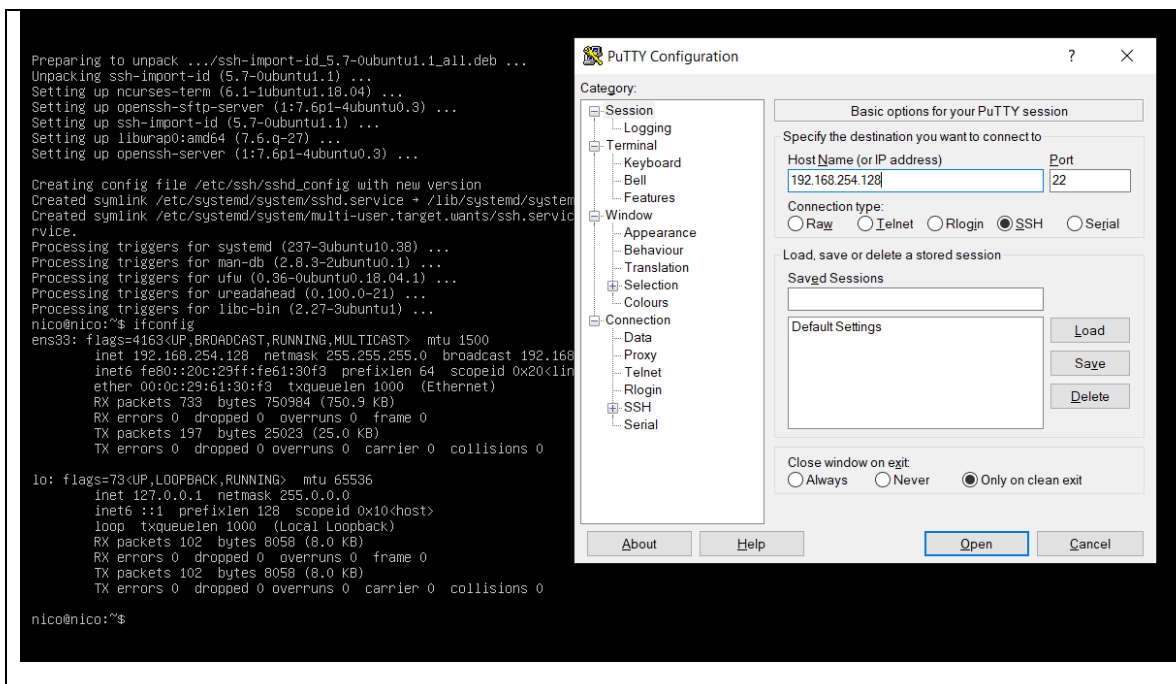 Preparing to unpack .../ssh-import-id_5.7-0ubuntu1.1_all.deb ...
Unpacking ssh-import-id (5.7-0ubuntu1.1) ...
Setting up ncurses-term (6.1-1ubuntu1.18.04) ...
Setting up openssh-sftp-server (1:7.6p1-4ubuntu0.3) ...
Setting up ssh-import-id (5.7-0ubuntu1.1) ...
Setting up libwrap0:amd64 (7.6.q-27) ...
Setting up openssh-server (1:7.6p1-4ubuntu0.3) ...
Creating config file /etc/ssh/sshd_config with new version
Created symlink /etc/systemd/system/sshd.service → /lib/systemd/system
Created symlink /etc/systemd/system/multi-user.target.wants/ssh.servic
rvice.
Processing triggers for systemd (237-3ubuntu10.38) ...
Processing triggers for man-db (2.8.3-2ubuntu0.1) ...
Processing triggers for ufw (0.36-0ubuntu0.18.04.1) ...
Processing triggers for ureadahead (0.100.0-21) ...
Processing triggers for libc-bin (2.27-3ubuntu1) ...
nico@nico:~$ ifconfig
ens33: flags=4163<UP,BROADCAST,RUNNING,MULTICAST> mtu 1500
inet 192.168.254.128 netmask 255.255.255.0 broadcast 192.168
inet6 fe80::20c:29ff:fe61:30f3 prefixlen 64 scopeid 0x20<lin
ether 00:0c:29:61:30:f3 txqueuelen 1000 (Ethernet)
RX packets 733 bytes 750984 (750.9 KB)
RX errors 0 dropped 0 overruns 0 frame 0
TX packets 197 bytes 25023 (25.0 KB)
TX errors 0 dropped 0 overruns 0 carrier 0 collisions 0
lo: flags=73<UP,LOOPBACK,RUNNING> mtu 65536
inet 127.0.0.1 netmask 255.0.0.0
inet6 ::1 prefixlen 128 scopeid 0x10<host>
loop txqueuelen 1000 (Local Loopback)
RX packets 102 bytes 8058 (8.0 KB)
RX errors 0 dropped 0 overruns 0 frame 0
TX packets 102 bytes 8058 (8.0 KB)
TX errors 0 dropped 0 overruns 0 carrier 0 collisions 0
nico@nico:~$
PuTTY Configuration ? ×
Category:
Session
Logging
Terminal
Keyboard
Bell
Features
Window
Appearance
Behaviour
Translation
Selection
Colours
Connection
Data
Proxy
Telnet
Rlogin
SSH
Serial
Basic options for your PuTTY session
Specify the destination you want to connect to
Host Name (or IP address) Port
192.168.254.128 22
Connection type:
Raw Telnet Rlogin SSH Serial
Load, save or delete a stored session
Saved Sessions
Default Settings
Load
Save
Delete
Close window on exit:
Always Never Only on clean exit
About Help Open Cancel